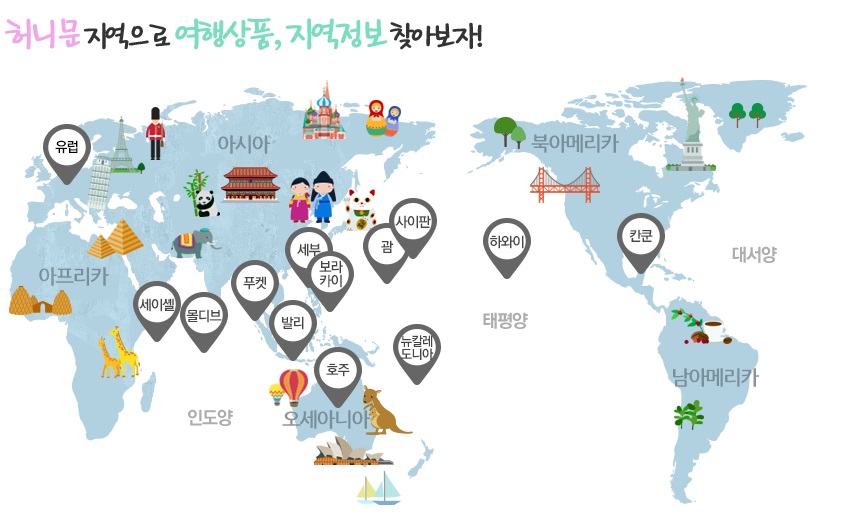 허니문 지역으로 여행상품, 지역정보 찾아보자!
유럽
아시아
북아메리카
사이판
괌
하와이
칸쿤
세부
보라
카이
대서양
아프리카
푸켓
세이셸
몰디브
발리
태평양
뉴칼레
도니아
호주
남아메리카
인도양
오세아니아